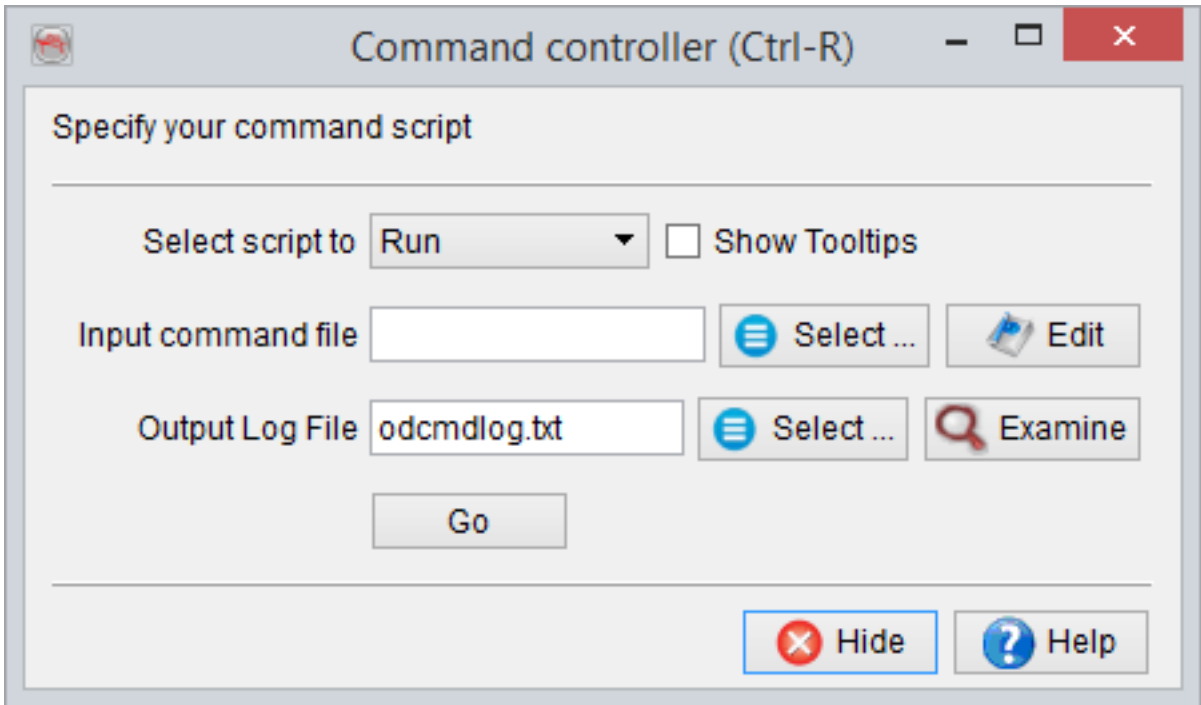 Command controller (Ctrl-R)
Specify your command script
Select script to Run Show Tooltips
Input command file Select ... Edit
Output Log File odcmdlog.txt Select ... Examine
Go
Hide Help